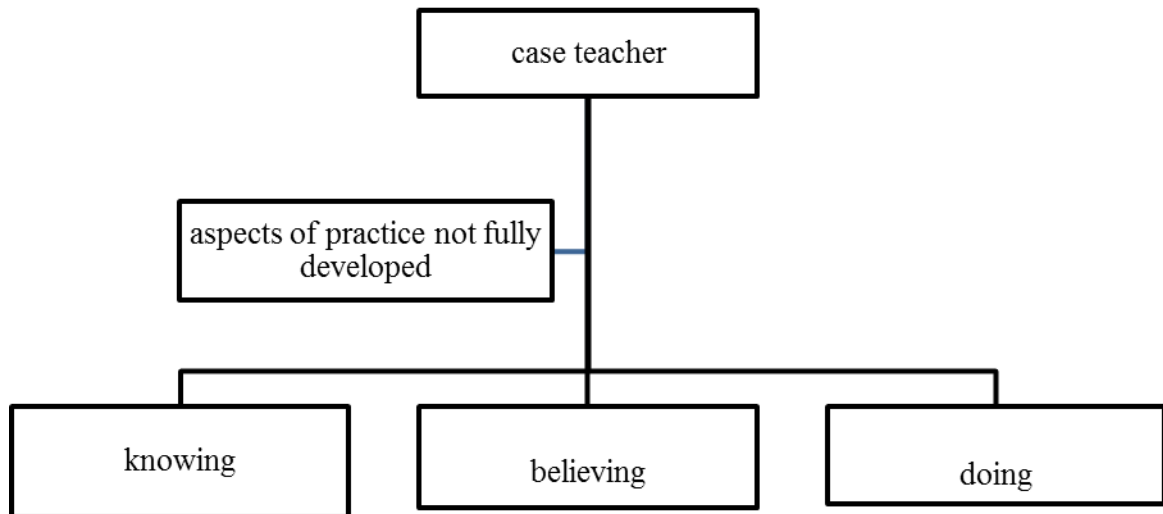 case teacher
aspects of practice not fully
developed
knowing
believing
doing